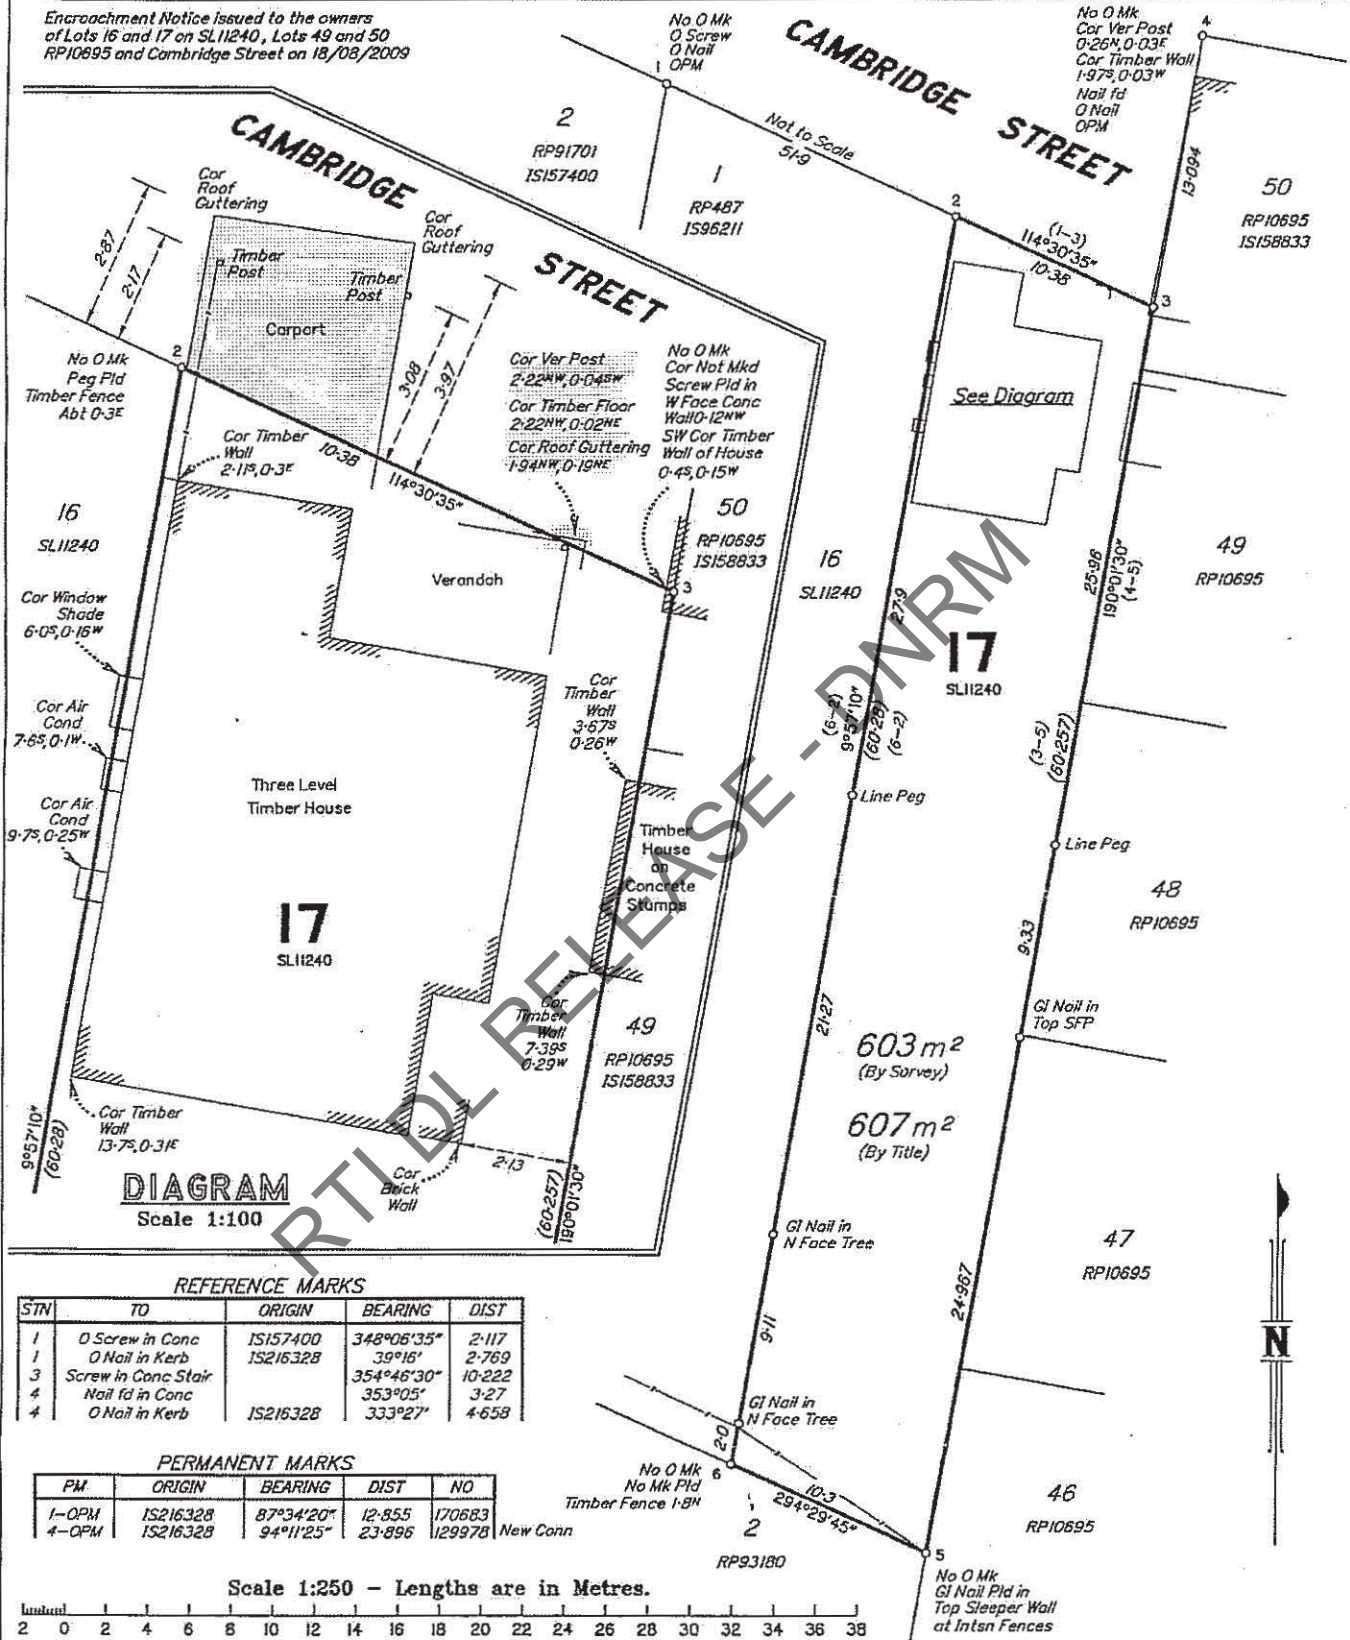 Encroachment Notice issued to the owners
of Lots 16 and 17 on SL11240, Lots 49 and 50
RP10695 and Cambridge Street on 18/08/2009
No O Mk
O Screw
O Nail
OPM
1
CAMBRIDGE STREET
No O Mk
Cor Ver Post
0·26N,0·03E
Cor Timber Wall
1·97S,0·03W
Nail fd
O Nail
OPM
4
2
RP91701
IS157400
1
RP487
IS96211
Not to Scale
51·9
13·094
50
RP10695
IS158833
2
(1-3)
114°30'35"
10·38
3
See Diagram
CAMBRIDGE STREET
Cor
Roof
Guttering
Cor
Roof
Guttering
2·87
2·17
Timber
Post
Timber
Post
Carport
3·08
3·97
2
No O Mk
Peg Pld
Timber Fence
Abt 0·3E
Cor Ver Post
2·22NW,0·04SW
Cor Timber Floor
2·22NW,0·02NE
Cor Roof Guttering
1·94NW,0·19NE
No O Mk
Cor Not Mkd
Screw Pld in
W Face Conc
Wall 0·12NW
SW Cor Timber
Wall of House
0·4S,0·15W
Cor Timber
Wall
2·11S,0·3E
10·38
114°30'35"
50
RP10695
IS158833
3
16
SL11240
Verandah
Cor Window
Shade
6·0S,0·16W
Cor Air
Cond
7·6S,0·1W
Cor Air
Cond
9·7S,0·25W
Three Level
Timber House
Cor
Timber
Wall
3·67S
0·26W
Timber
House
on
Concrete
Stumps
17
SL11240
Cor
Timber
Wall
7·39S
0·29W
49
RP10695
IS158833
9°57'10"
(60·28)
Cor Timber
Wall
13·7S,0·31E
Cor
Brick
Wall
2·13
(60·257)
190°01'30"
DIAGRAM
Scale 1:100
16
SL11240
27·9
17
SL11240
25·96
190°01'30"
(4-5)
49
RP10695
(6-2)
9°57'10"
(60·28)
(6-2)
(3-5)
(60·257)
Line Peg
Line Peg
48
RP10695
9·33
21·27
GI Nail in
Top SFP
603 m²
(By Survey)
607 m²
(By Title)
GI Nail in
N Face Tree
47
RP10695
24·967
9·11
GI Nail in
N Face Tree
2·0
6
No O Mk
No Mk Pld
Timber Fence 1·8N
10·3
294°29'45"
2
RP93180
46
RP10695
5
No O Mk
GI Nail Pld in
Top Sleeper Wall
at Intsn Fences
N
RTI DL RELEASE - DNRM
REFERENCE MARKS
STN TO ORIGIN BEARING DIST
1 O Screw in Conc IS157400 348°06'35" 2·117
1 O Nail in Kerb IS216328 39°16' 2·769
3 Screw in Conc Stair 354°46'30" 10·222
4 Nail fd in Conc 353°05' 3·27
4 O Nail in Kerb IS216328 333°27' 4·658
PERMANENT MARKS
PM ORIGIN BEARING DIST NO
1-OPM IS216328 87°34'20" 12·855 170683
4-OPM IS216328 94°11'25" 23·896 129978 New Conn
Scale 1:250 – Lengths are in Metres.
2 0 2 4 6 8 10 12 14 16 18 20 22 24 26 28 30 32 34 36 38